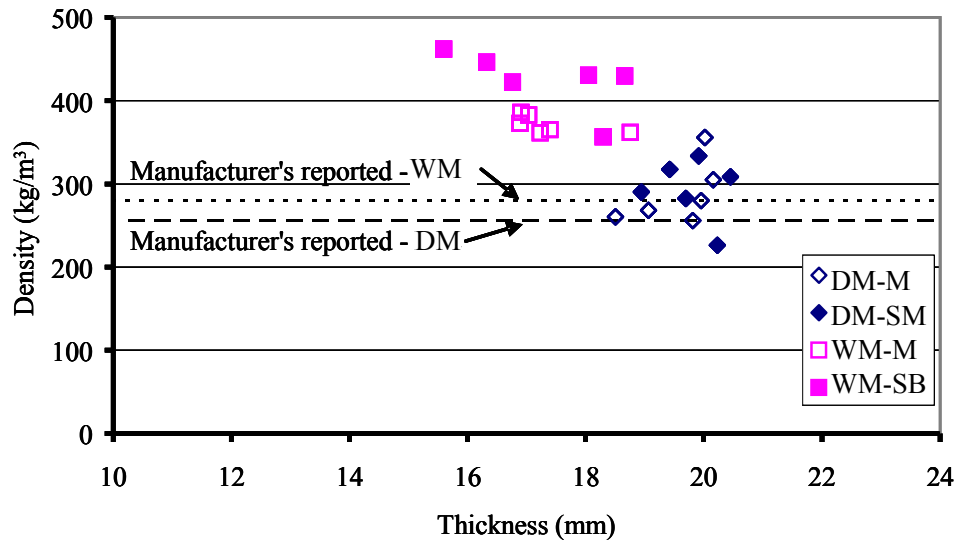 500
400
300
200
100
0
Density (kg/m³)
Manufacturer's reported - WM
Manufacturer's reported - DM
DM-M
DM-SM
WM-M
WM-SB
10 12 14 16 18 20 22 24
Thickness (mm)